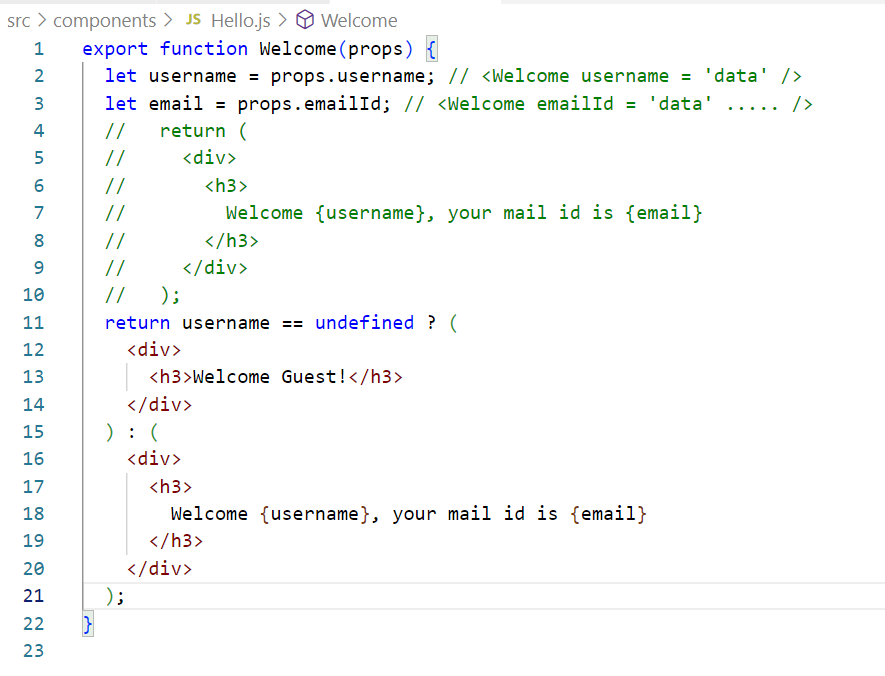 src > components > JS Hello.js > Welcome
1 export function Welcome(props) {
2   let username = props.username; // <Welcome username = 'data' />
3   let email = props.emailId; // <Welcome emailId = 'data' ..... />
4   //   return (
5   //     <div>
6   //       <h3>
7   //         Welcome {username}, your mail id is {email}
8   //       </h3>
9   //     </div>
10   //   );
11   return username == undefined ? (
12     <div>
13       <h3>Welcome Guest!</h3>
14     </div>
15   ) : (
16     <div>
17       <h3>
18         Welcome {username}, your mail id is {email}
19       </h3>
20     </div>
21   );
22 }
23